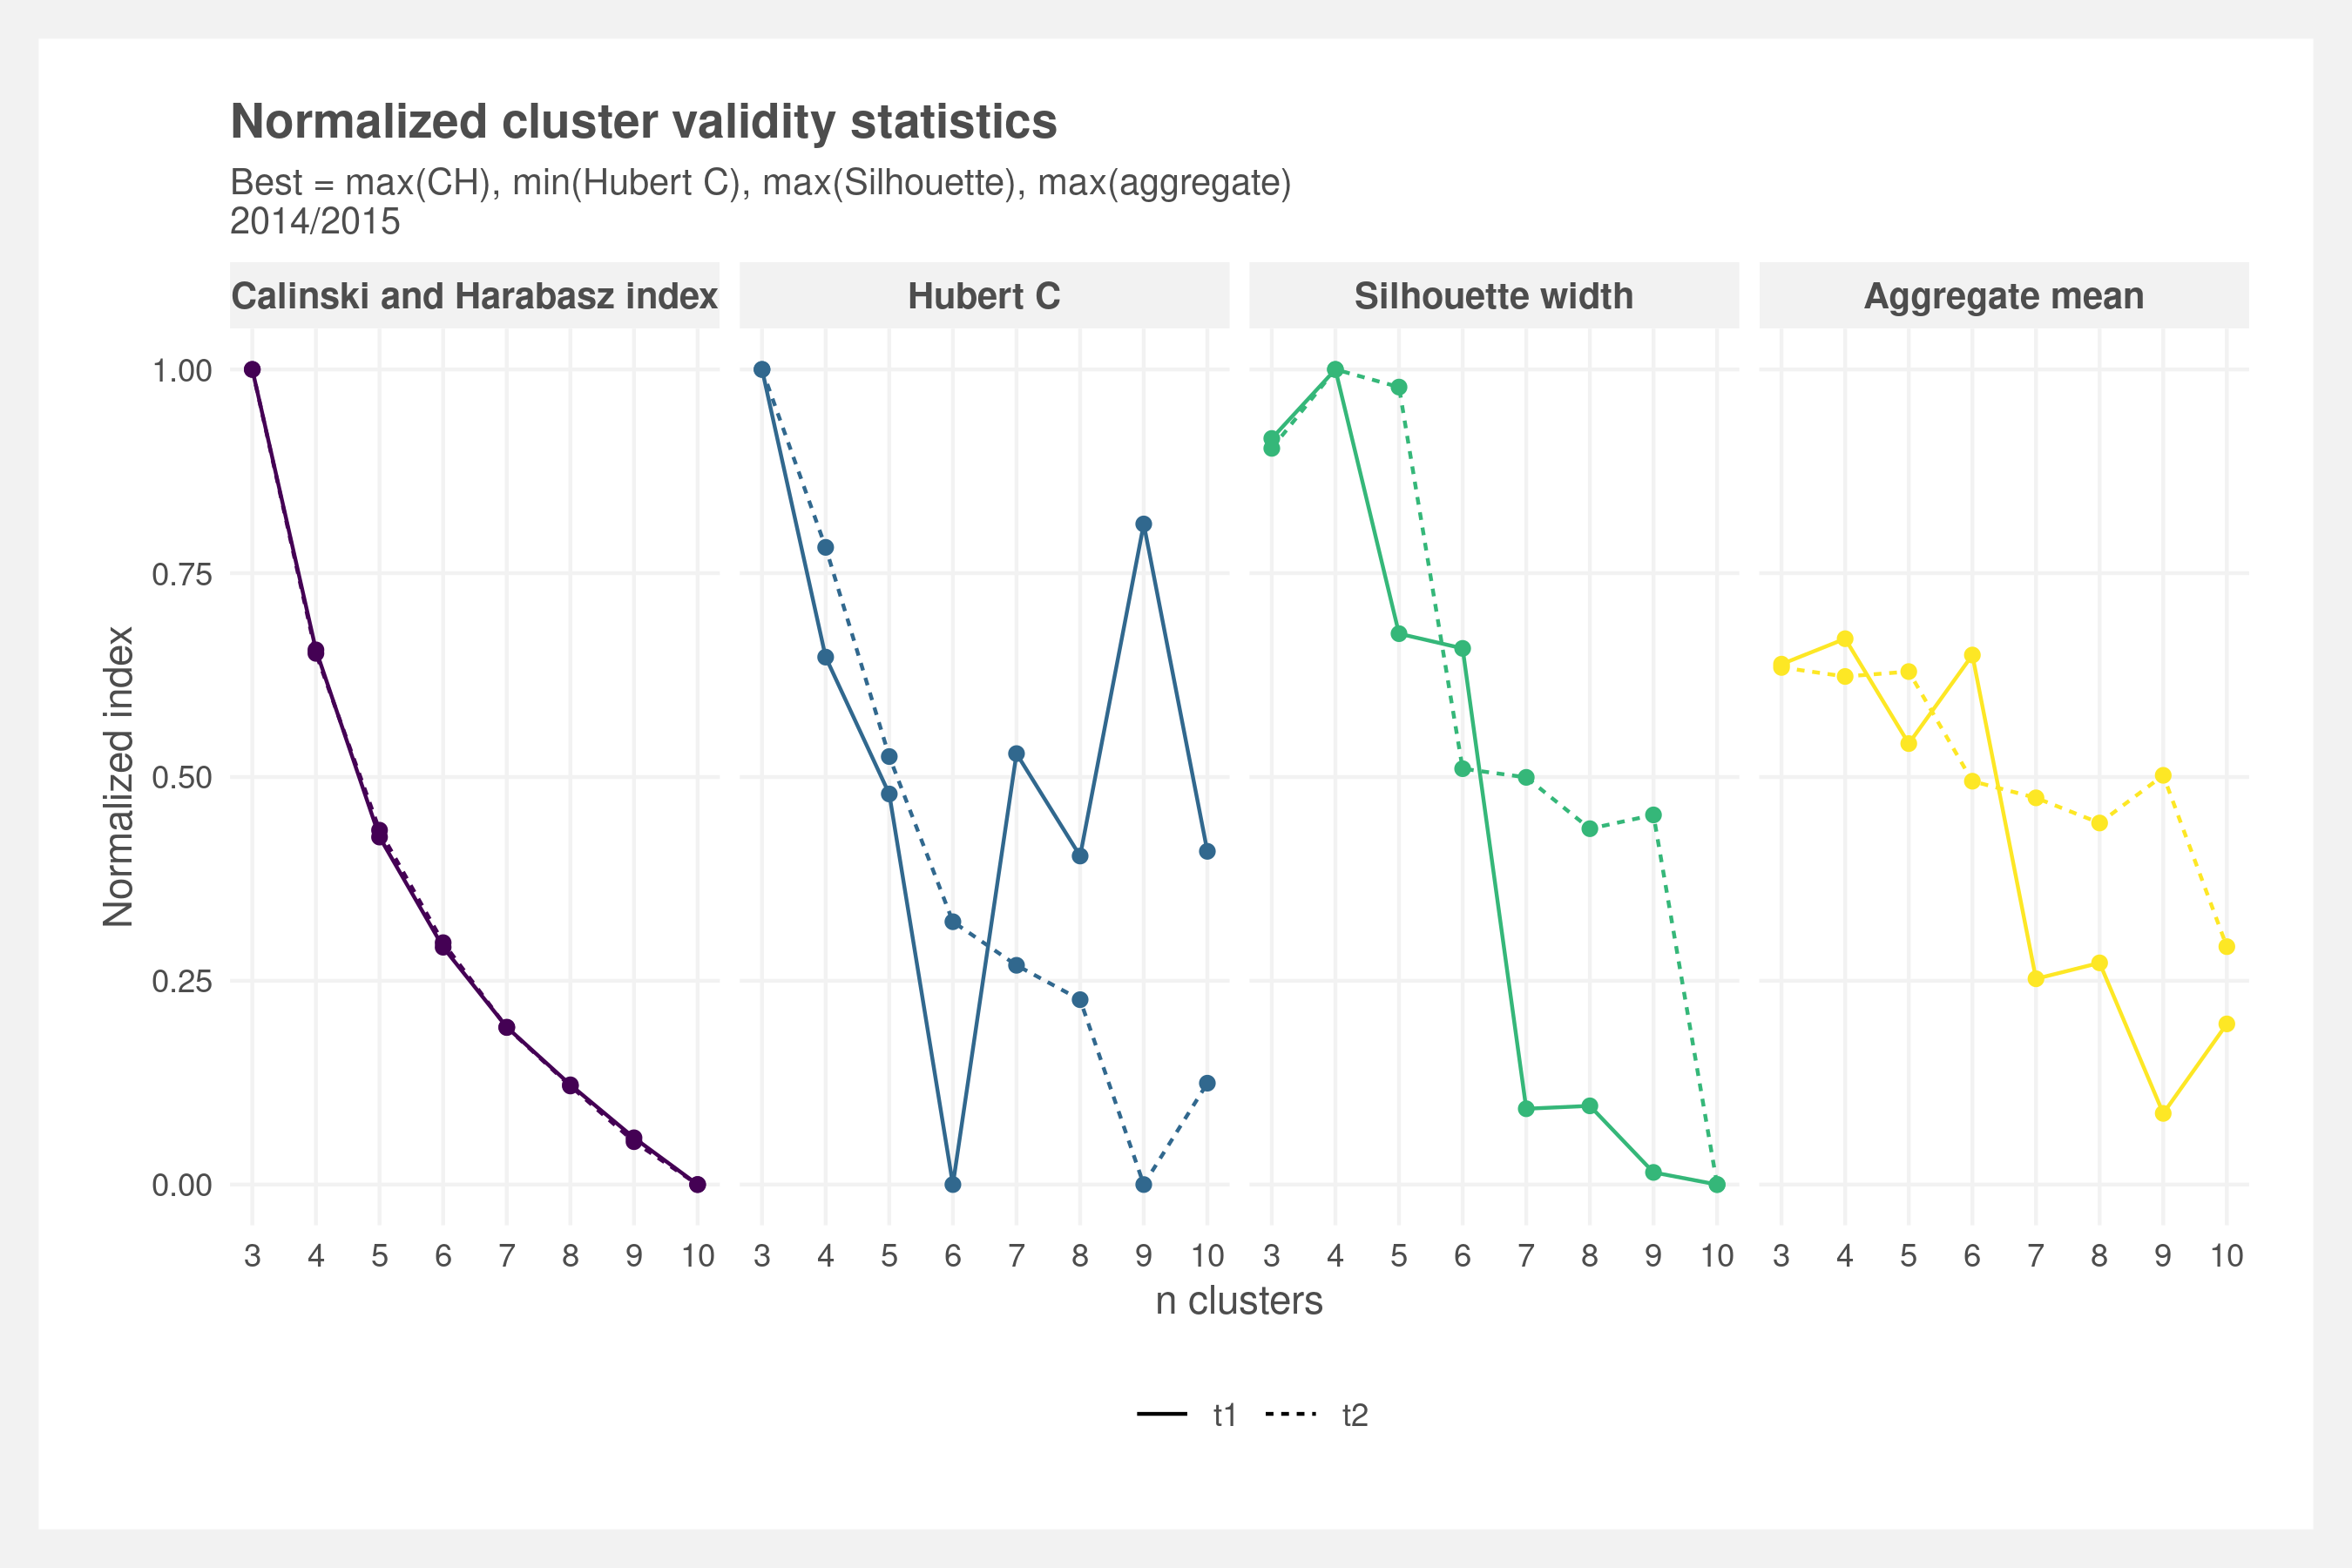 Normalized cluster validity statistics
Best = max(CH), min(Hubert C), max(Silhouette), max(aggregate)
2014/2015
Calinski and Harabasz index
Hubert C
Silhouette width
Aggregate mean
Normalized index
1.00
0.75
0.50
0.25
0.00
3 4 5 6 7 8 9 10
3 4 5 6 7 8 9 10
3 4 5 6 7 8 9 10
3 4 5 6 7 8 9 10
n clusters
t1 t2